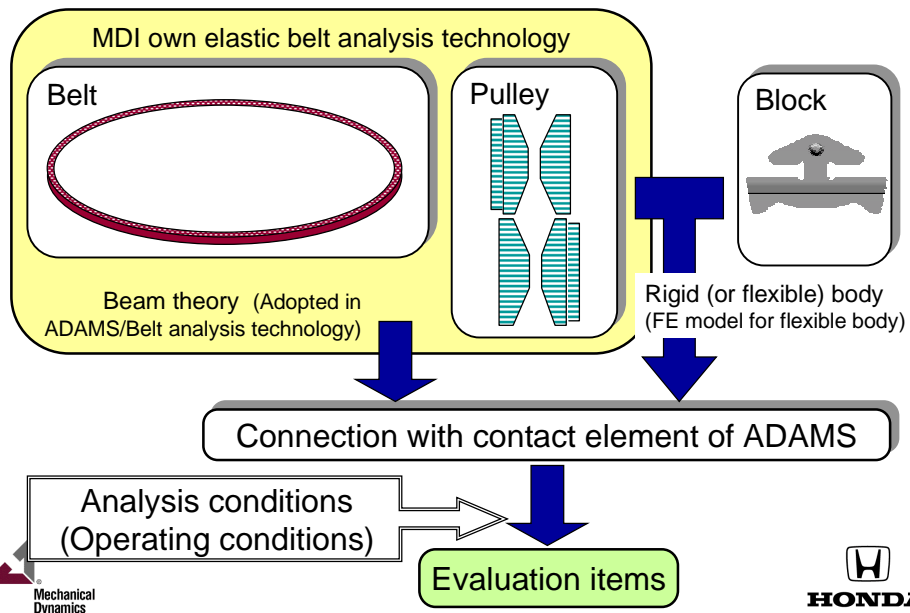 MDI own elastic belt analysis technology
Belt
Pulley
Block
Beam theory (Adopted in
ADAMS/Belt analysis technology)
Rigid (or flexible) body
(FE model for flexible body)
Connection with contact element of ADAMS
Analysis conditions
(Operating conditions)
Evaluation items
®
Mechanical
Dynamics
HONDA